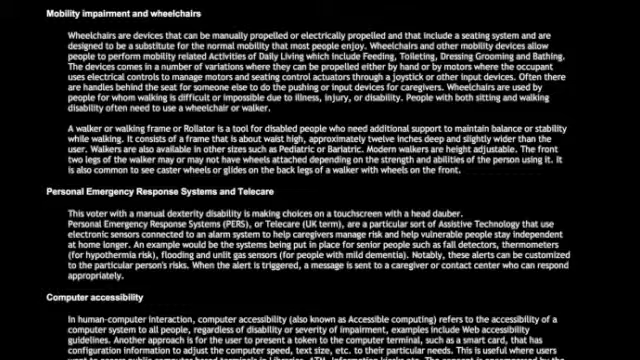 Mobility impairment and wheelchairs
Wheelchairs are devices that can be manually propelled or electrically propelled and that include a seating system and are
designed to be a substitute for the normal mobility that most people enjoy. Wheelchairs and other mobility devices allow
people to perform mobility related Activities of Daily Living which include Feeding, Toileting, Dressing Grooming and Bathing.
The devices comes in a number of variations where they can be propelled either by hand or by motors where the occupant
uses electrical controls to manage motors and seating control actuators through a joystick or other input devices. Often there
are handles behind the seat for someone else to do the pushing or input devices for caregivers. Wheelchairs are used by
people for whom walking is difficult or impossible due to illness, injury, or disability. People with both sitting and walking
disability often need to use a wheelchair or walker.
A walker or walking frame or Rollator is a tool for disabled people who need additional support to maintain balance or stability
while walking. It consists of a frame that is about waist high, approximately twelve inches deep and slightly wider than the
user. Walkers are also available in other sizes such as Pediatric or Bariatric. Modern walkers are height adjustable. The front
two legs of the walker may or may not have wheels attached depending on the strength and abilities of the person using it. It
is also common to see caster wheels or glides on the back legs of a walker with wheels on the front.
Personal Emergency Response Systems and Telecare
This voter with a manual dexterity disability is making choices on a touchscreen with a head dauber.
Personal Emergency Response Systems (PERS), or Telecare (UK term), are a particular sort of Assistive Technology that use
electronic sensors connected to an alarm system to help caregivers manage risk and help vulnerable people stay independent
at home longer. An example would be the systems being put in place for senior people such as fall detectors, thermometers
(for hypothermia risk), flooding and unlit gas sensors (for people with mild dementia). Notably, these alerts can be customized
to the particular person's risks. When the alert is triggered, a message is sent to a caregiver or contact center who can respond
appropriately.
Computer accessibility
In human-computer interaction, computer accessibility (also known as Accessible computing) refers to the accessibility of a
computer system to all people, regardless of disability or severity of impairment, examples include Web accessibility
guidelines. Another approach is for the user to present a token to the computer terminal, such as a smart card, that has
configuration information to adjust the computer speed, text size, etc. to their particular needs. This is useful where users